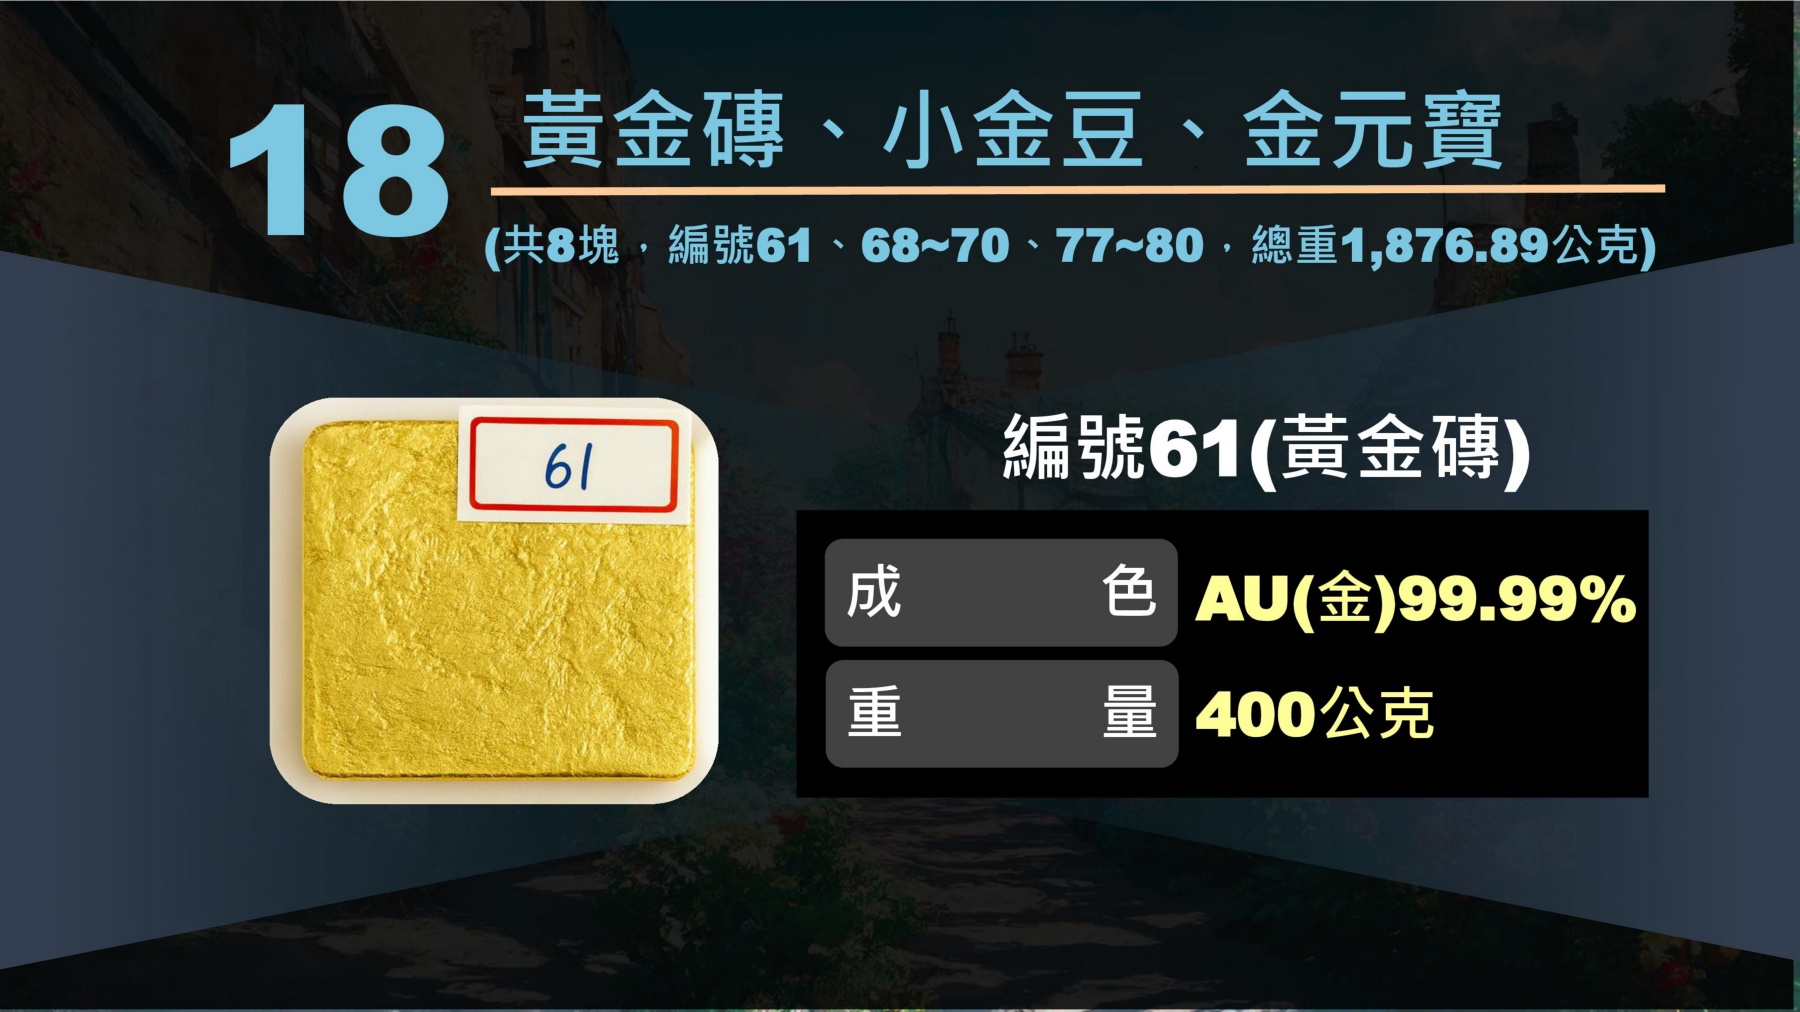 18
黃金磚、小金豆、金元寶
(共8塊，編號61、68~70、77~80，總重1,876.89公克)
61
編號61(黃金磚)
成色 AU(金)99.99%
重量 400公克